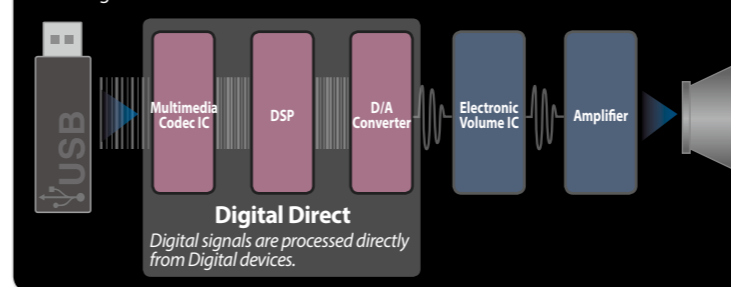 USB
Multimedia
Codec IC
DSP
D/A
Converter
Electronic
Volume IC
Amplifier
Digital Direct
Digital signals are processed directly
from Digital devices.